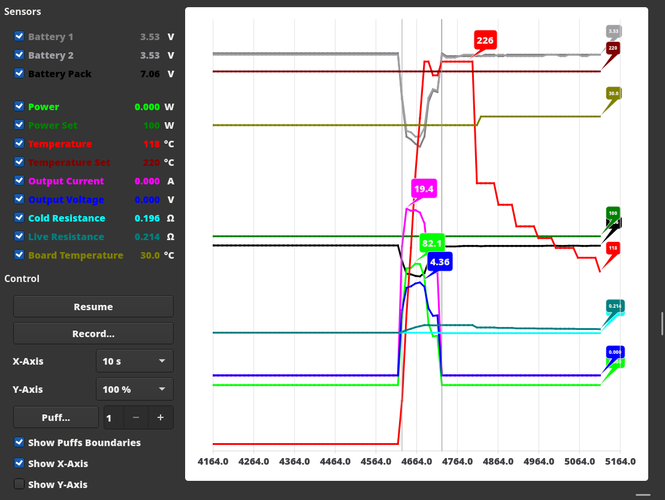 Sensors
Battery 1 3.53 V
Battery 2 3.53 V
Battery Pack 7.06 V
Power 0.000 W
Power Set 100 W
Temperature 118 °C
Temperature Set 220 °C
Output Current 0.000 A
Output Voltage 0.000 V
Cold Resistance 0.196 Ω
Live Resistance 0.214 Ω
Board Temperature 30.0 °C
Control
Resume
Record...
X-Axis 10 s
Y-Axis 100 %
Puff... 1 − +
Show Puffs Boundaries
Show X-Axis
Show Y-Axis
3.53
226
220
30.0
19.4
100
82.1
118
4.36
0.214
0.000
4164.0 4264.0 4364.0 4464.0 4564.0 4664.0 4764.0 4864.0 4964.0 5064.0 5164.0